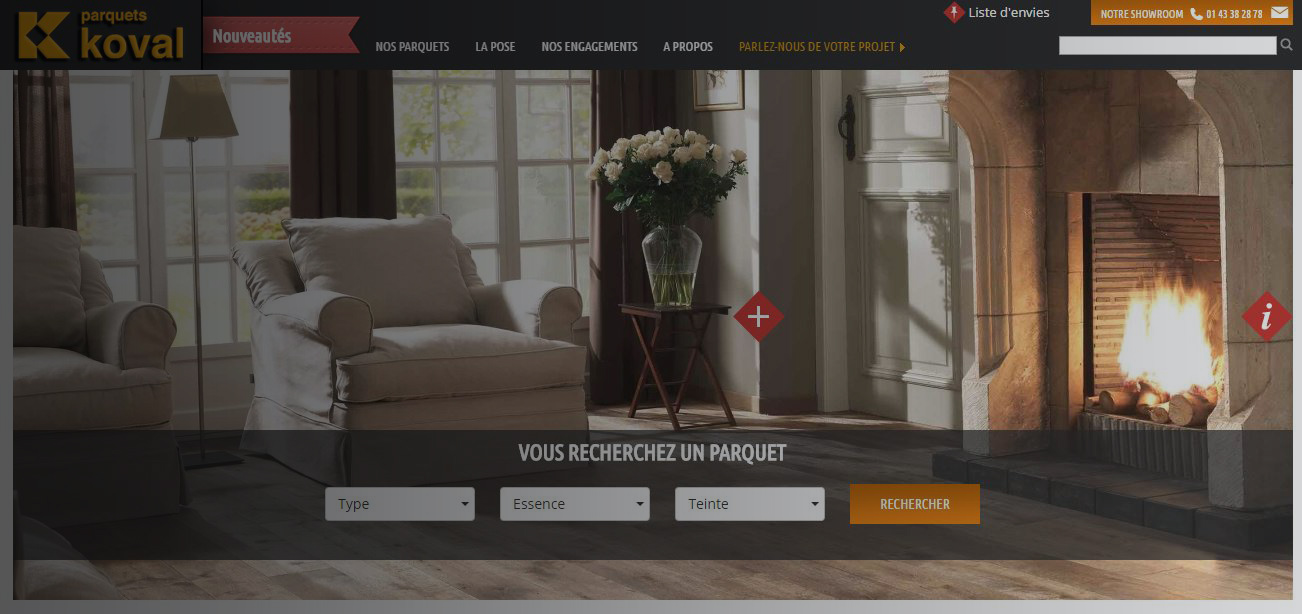 parquets
koval
Nouveautés
Liste d'envies
NOTRE SHOWROOM 01 43 38 28 78
NOS PARQUETS LA POSE NOS ENGAGEMENTS A PROPOS PARLEZ-NOUS DE VOTRE PROJET
VOUS RECHERCHEZ UN PARQUET
Type Essence Teinte RECHERCHER